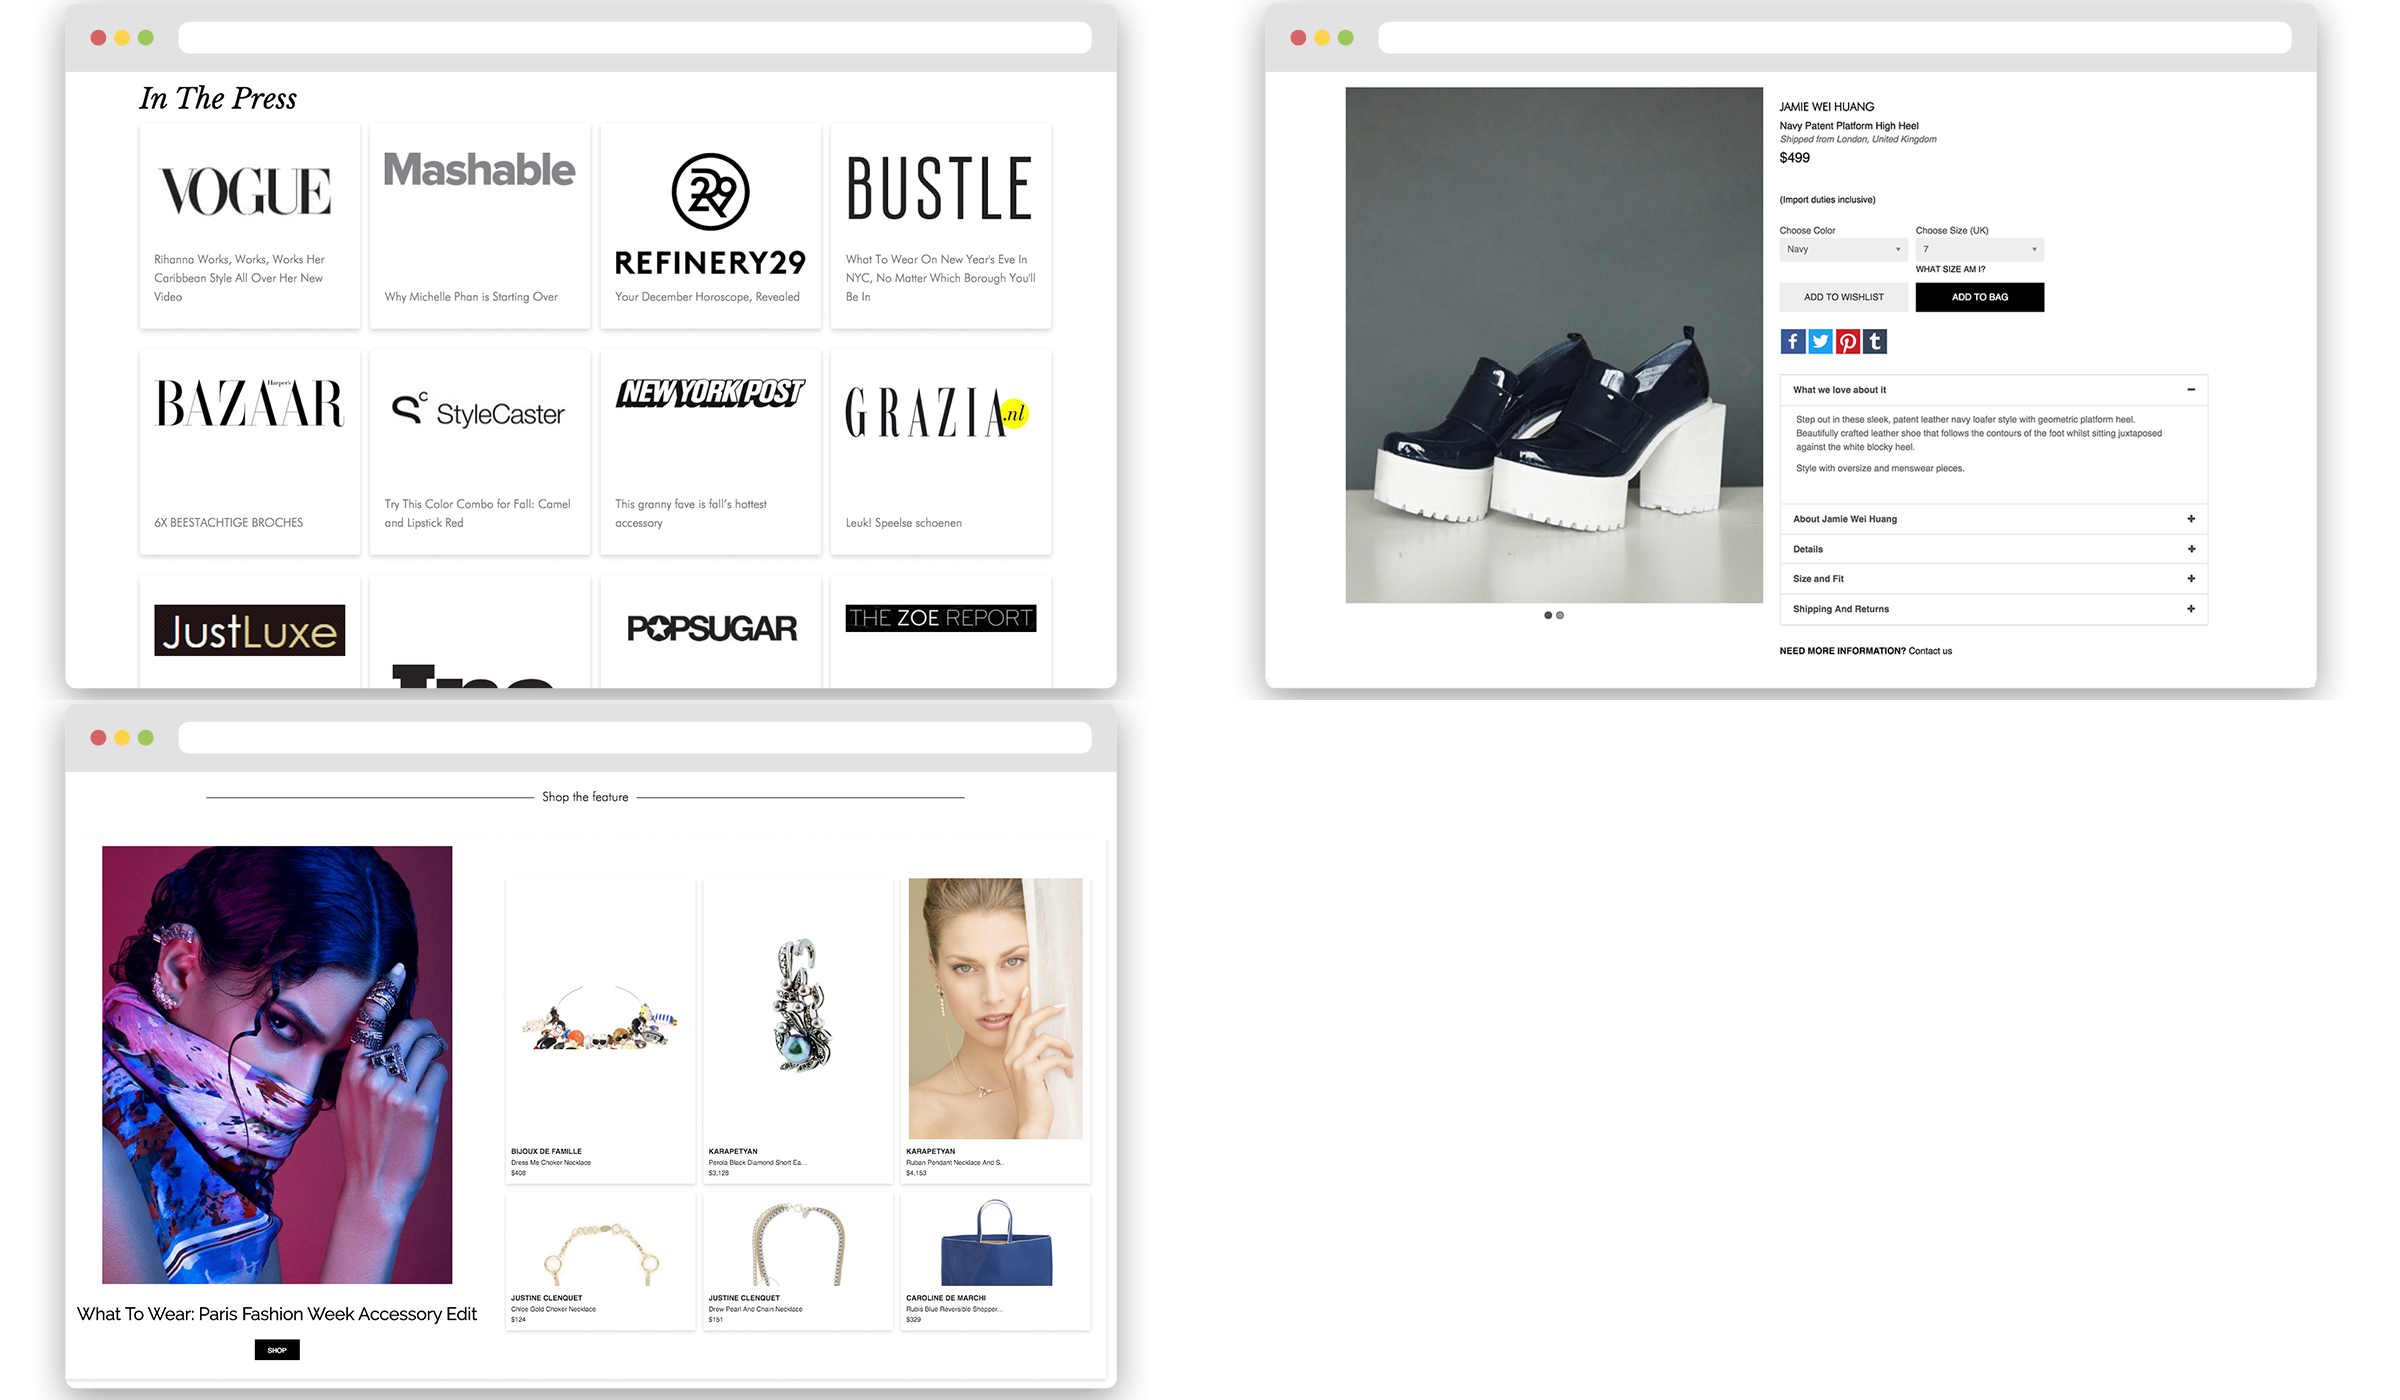 In The Press
VOGUE
Rihanna Works, Works, Works Her
Caribbean Style All Over Her New
Video
Mashable
Why Michelle Phan is Starting Over
R29
REFINERY29
Your December Horoscope, Revealed
BUSTLE
What To Wear On New Year's Eve In
NYC, No Matter Which Borough You'll
Be In
Harper's
BAZAAR
6X BEESTACHTIGE BROCHES
SC StyleCaster
Try This Color Combo for Fall: Camel
and Lipstick Red
NEW YORK POST
This granny fave is fall's hottest
accessory
GRAZIA.nl
Leuk! Speelse schoenen
JustLuxe
Inc
POPSUGAR
THE ZOE REPORT
JAMIE WEI HUANG
Navy Patent Platform High Heel
Shipped from London, United Kingdom
$499
(Import duties inclusive)
Choose Color
Navy
Choose Size (UK)
7
WHAT SIZE AM I?
ADD TO WISHLIST
ADD TO BAG
f
t
What we love about it
Step out in these sleek, patent leather navy loafer style with geometric platform heel.
Beautifully crafted leather shoe that follows the contours of the foot whilst sitting juxtaposed
against the white blocky heel.
Style with oversize and menswear pieces.
About Jamie Wei Huang
Details
Size and Fit
Shipping And Returns
NEED MORE INFORMATION? Contact us
Shop the feature
What To Wear: Paris Fashion Week Accessory Edit
SHOP
BIJOUX DE FAMILLE
Dress Me Choker Necklace
$408
KARAPETYAN
Perola Black Diamond Short Ea...
$3,128
KARAPETYAN
Ruban Pendant Necklace And S..
$4,153
JUSTINE CLENQUET
Chloe Gold Choker Necklace
$124
JUSTINE CLENQUET
Drew Pearl And Chain Necklace
$151
CAROLINE DE MARCHI
Rubis Blue Reversible Shopper...
$329